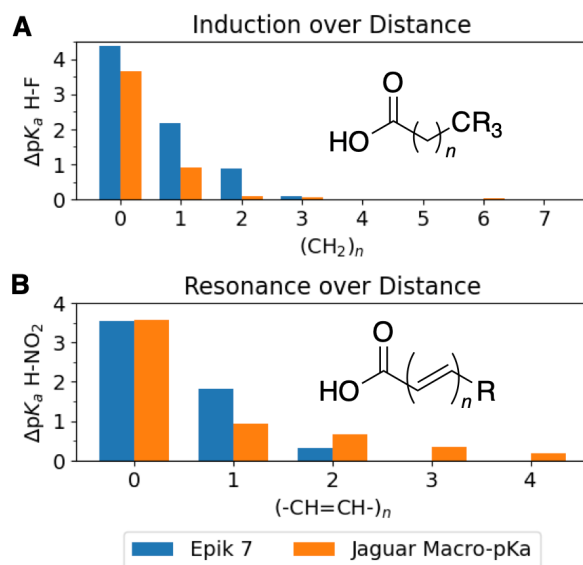 A
Induction over Distance
ΔpKₐ H-F
4
3
2
1
0
O
HO
CR₃
( )ₙ
0 1 2 3 4 5 6 7
(CH₂)ₙ
B
Resonance over Distance
ΔpKₐ H-NO₂
4
3
2
1
0
O
HO
( )ₙ
R
0 1 2 3 4
(-CH=CH-)ₙ
Epik 7 Jaguar Macro-pKa